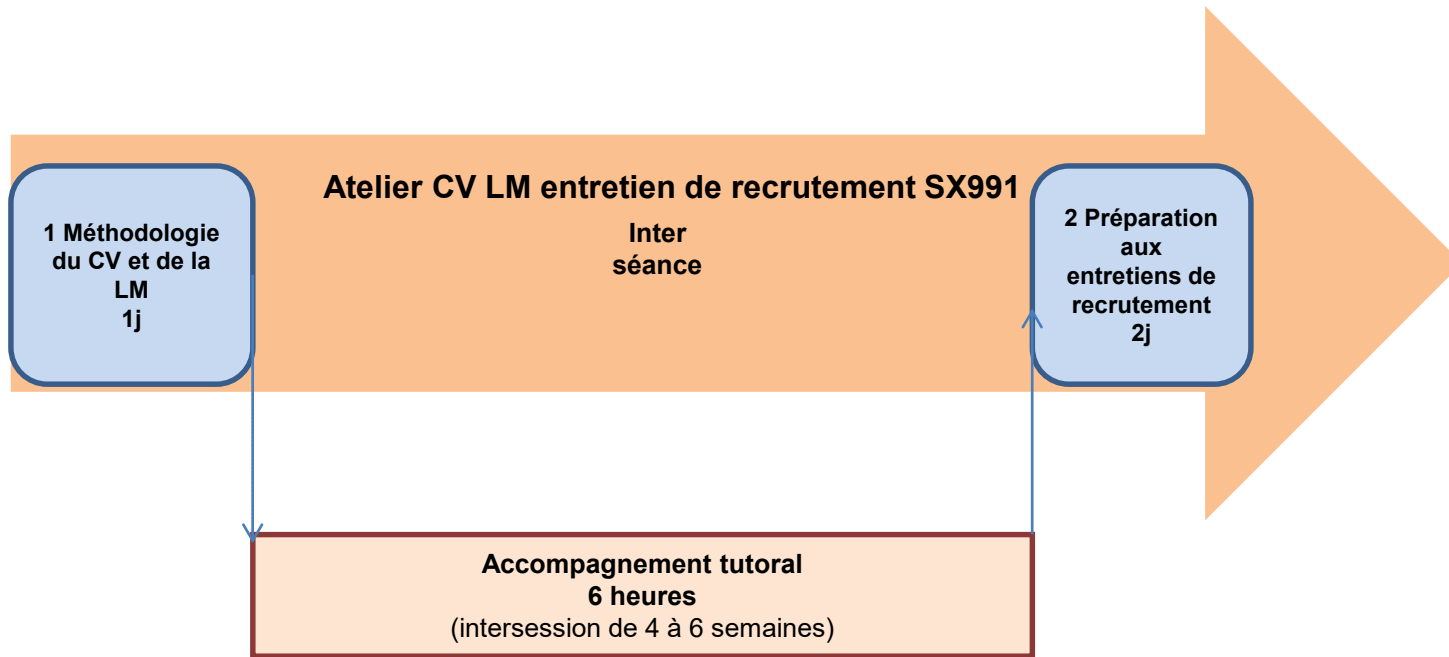 Atelier CV LM entretien de recrutement SX991
Inter
séance
1 Méthodologie
du CV et de la
LM
1j
2 Préparation
aux
entretiens de
recrutement
2j
Accompagnement tutoral
6 heures
(intersession de 4 à 6 semaines)